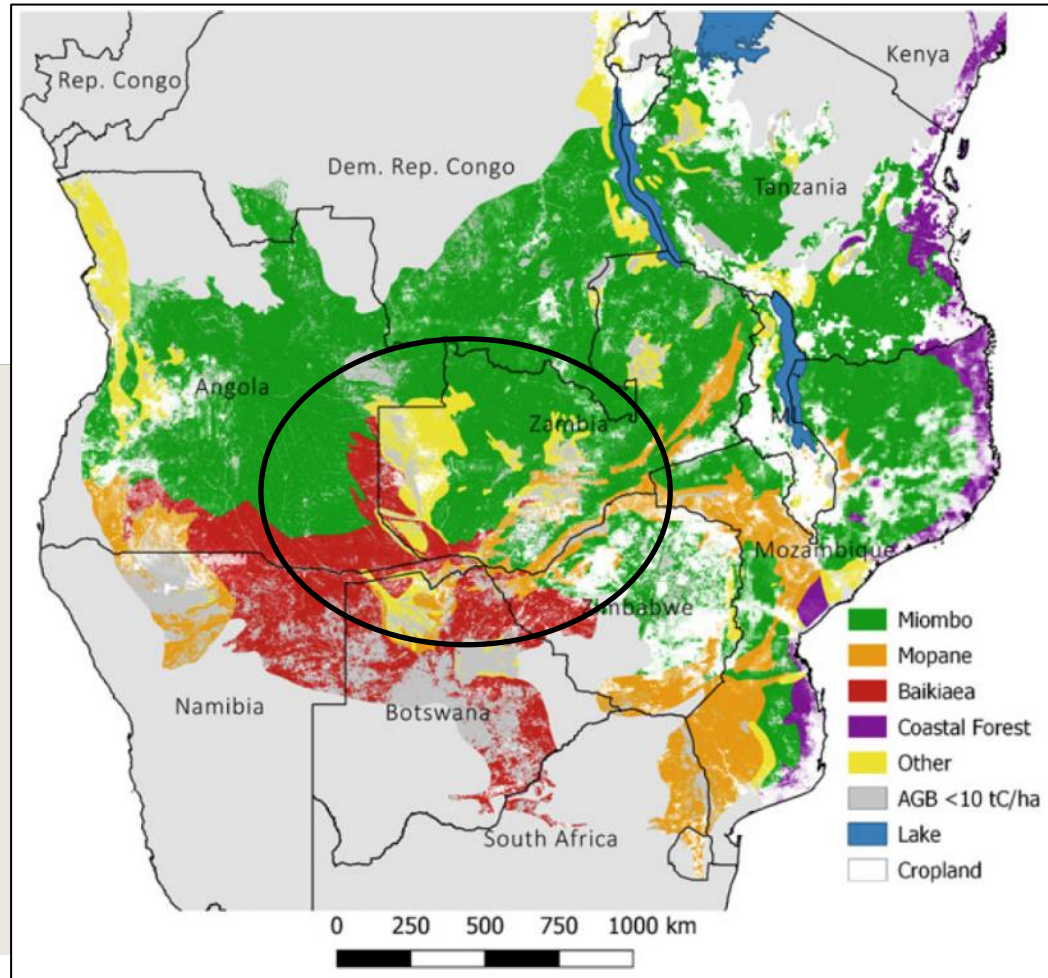 Kenya
Rep. Congo
Dem. Rep. Congo
Tanzania
Angola
Zambia
Ml.
Mozambique
Zimbabwe
Namibia
Botswana
South Africa
Miombo
Mopane
Baikiaea
Coastal Forest
Other
AGB <10 tC/ha
Lake
Cropland
0 250 500 750 1000 km